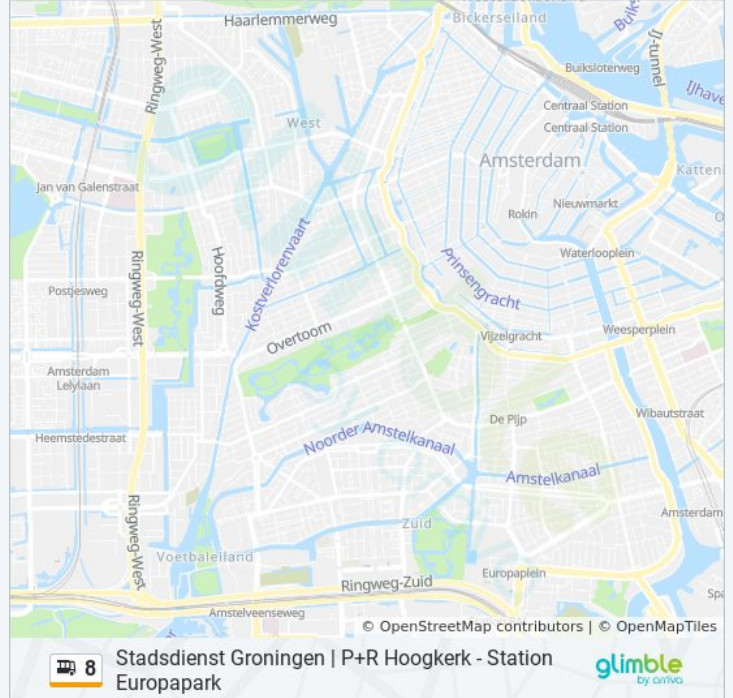 Haarlemmerweg
Bickerseiland
Ringweg-West
IJ-tunnel
Buiksloterweg
IJhave
Centraal Station
Centraal Station
West
Amsterdam
Katten
Jan van Galenstraat
Nieuwmarkt
Rokin
Kostverlorenvaart
Waterlooplein
Hoofdweg
Prinsengracht
Ringweg-West
Postjesweg
Overtoom
Vijzelgracht
Weesperplein
Amsterdam
Lelylaan
De Pijp
Wibautstraat
Heemstedestraat
Noorder Amstelkanaal
Amstelkanaal
Ringweg-West
Zuid
Amsterdam
Voetbaleiland
Europaplein
Ringweg-Zuid
Spa
Amstelveenseweg
© OpenStreetMap contributors | © OpenMapTiles
8 Stadsdienst Groningen | P+R Hoogkerk - Station
Europapark
glimble
by arriva